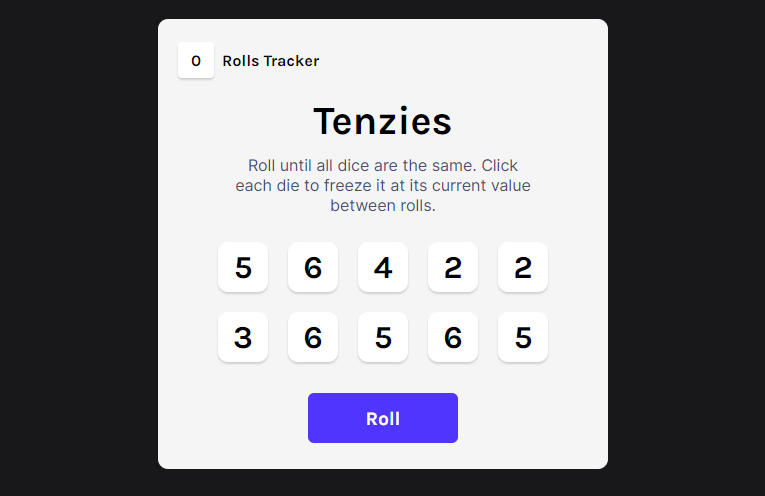 0 Rolls Tracker
Tenzies
Roll until all dice are the same. Click
each die to freeze it at its current value
between rolls.
5 6 4 2 2
3 6 5 6 5
Roll